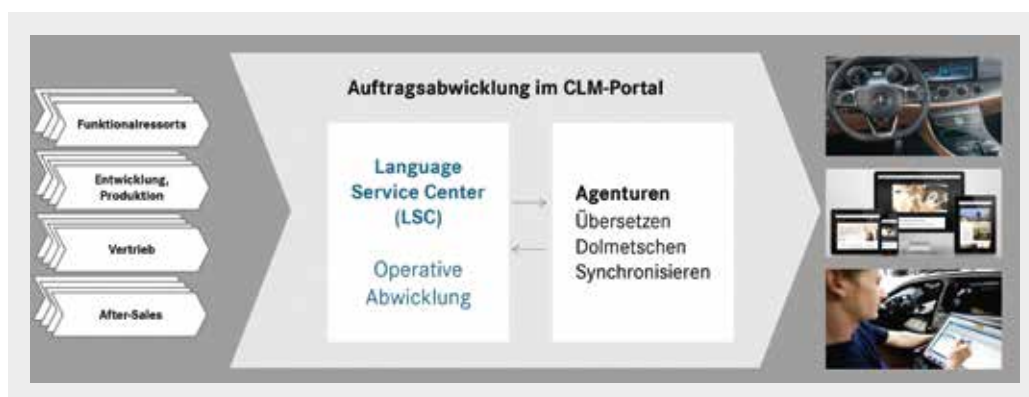 Auftragsabwicklung im CLM-Portal
Funktionalressorts
Entwicklung,
Produktion
Vertrieb
After-Sales
Language
Service Center
(LSC)
Operative
Abwicklung
Agenturen
Übersetzen
Dolmetschen
Synchronisieren